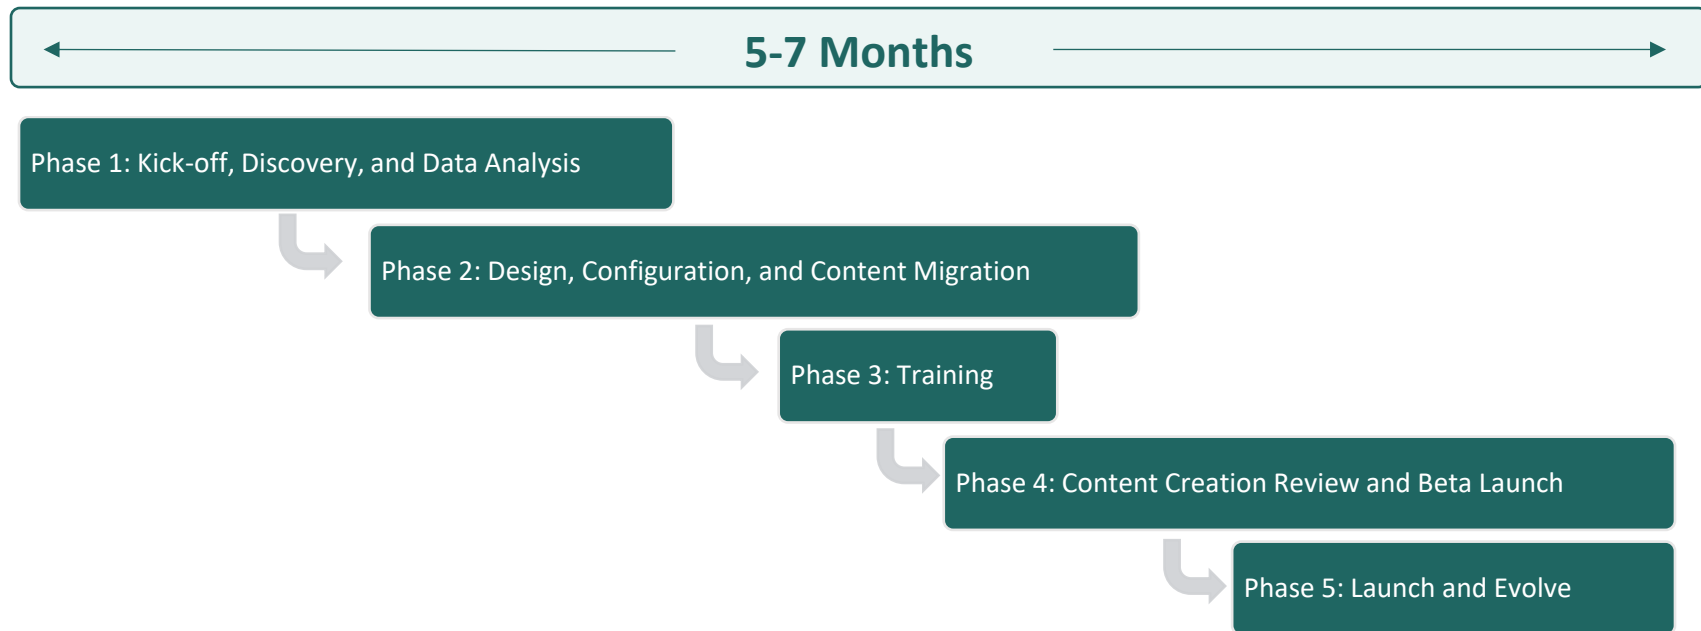 5-7 Months
Phase 1: Kick-off, Discovery, and Data Analysis
Phase 2: Design, Configuration, and Content Migration
Phase 3: Training
Phase 4: Content Creation Review and Beta Launch
Phase 5: Launch and Evolve